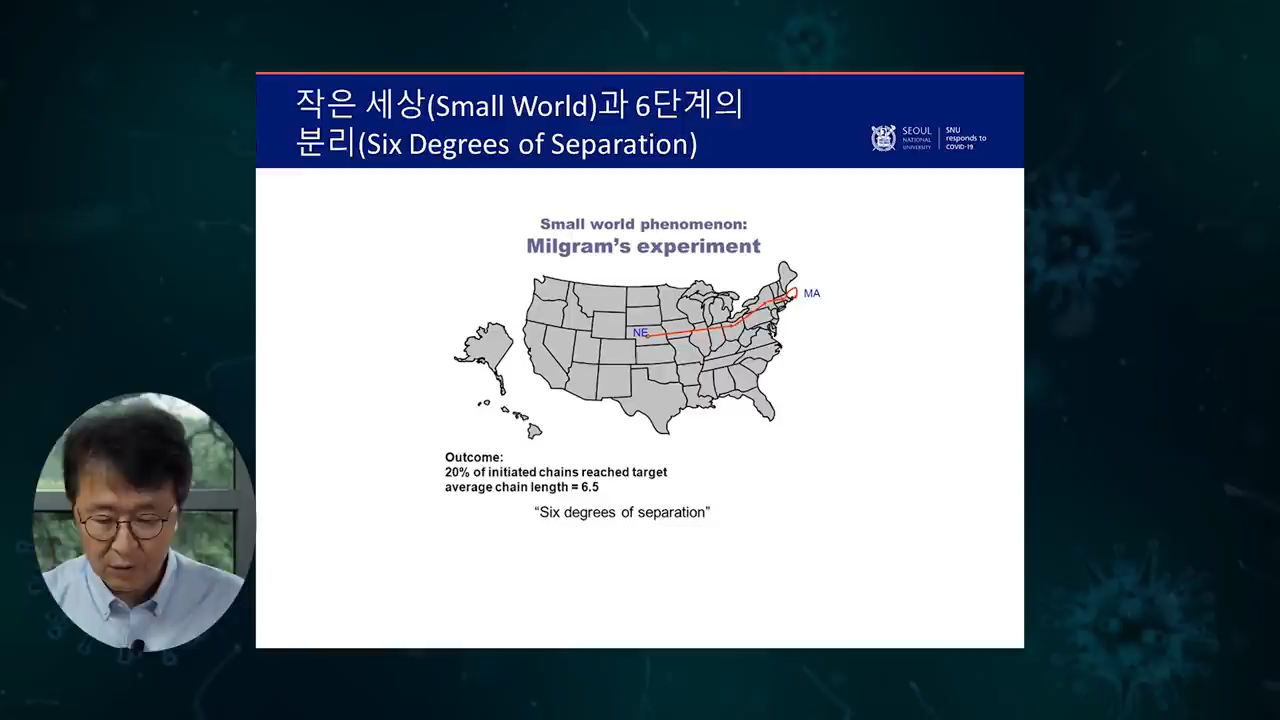 작은 세상(Small World)과 6단계의
분리(Six Degrees of Separation)
SEOUL
NATIONAL
UNIVERSITY
SNU
responds to
COVID-19
Small world phenomenon:
Milgram's experiment
MA
NE
Outcome:
20% of initiated chains reached target
average chain length = 6.5
“Six degrees of separation”